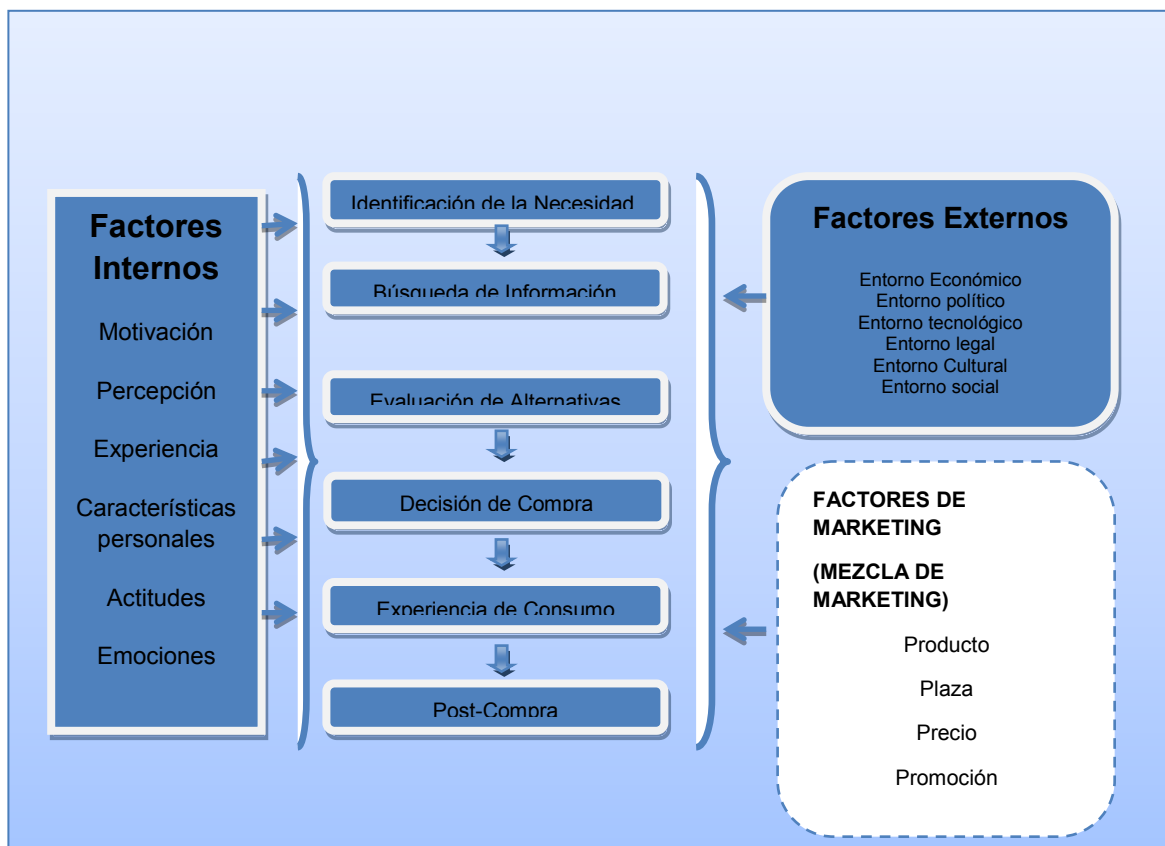 Factores
Internos
Motivación
Percepción
Experiencia
Características
personales
Actitudes
Emociones
Identificación de la Necesidad
Búsqueda de Información
Evaluación de Alternativas
Decisión de Compra
Experiencia de Consumo
Post-Compra
Factores Externos
Entorno Económico
Entorno político
Entorno tecnológico
Entorno legal
Entorno Cultural
Entorno social
FACTORES DE
MARKETING
(MEZCLA DE
MARKETING)
Producto
Plaza
Precio
Promoción